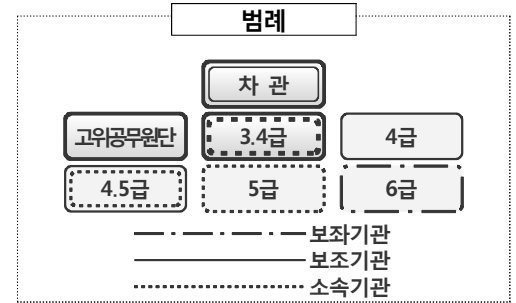 범례
차 관
고위공무원단 3.4급 4급
4.5급 5급 6급
보좌기관
보조기관
소속기관